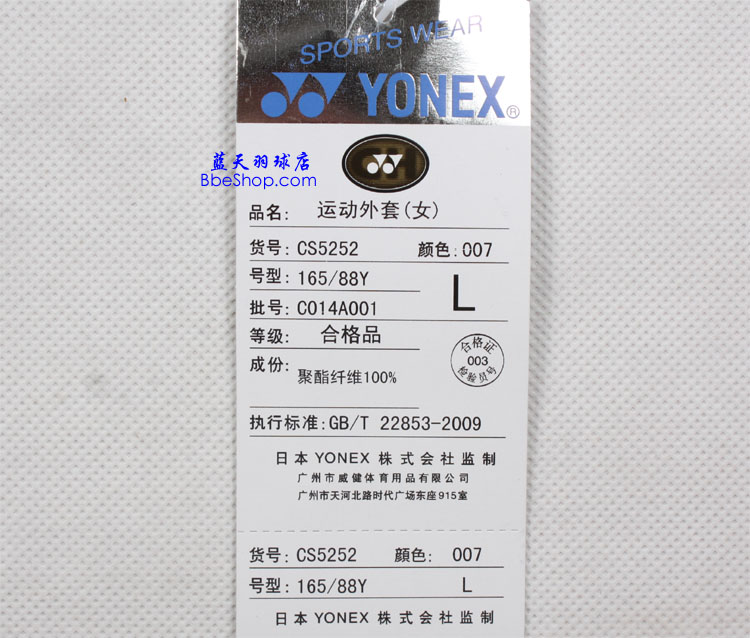 SPORTS WEAR
YONEX®
蓝天羽球店
BbeShop.com
品名: 运动外套(女)
货号: CS5252 颜色: 007
号型: 165/88Y L
批号: C014A001
等级: 合格品
成份: 聚酯纤维100%
合格证
003
检验员号
执行标准: GB/T 22853-2009
日本 YONEX 株式会社监制
广州市威健体育用品有限公司
广州市天河北路时代广场东座915室
货号: CS5252 顔色: 007
号型: 165/88Y L
日本 YONEX 株式会社监制